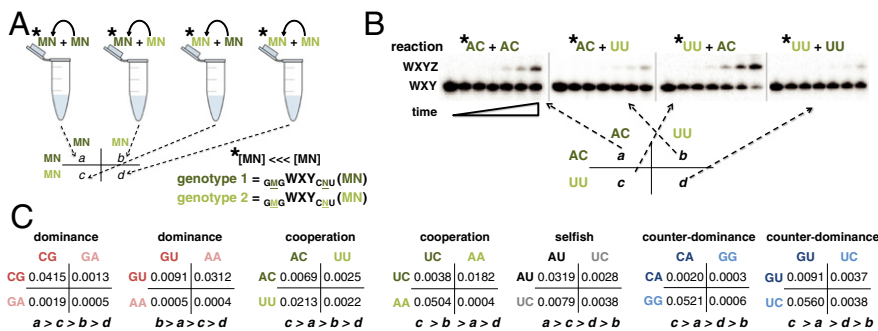 A
*MN + MN
*MN + MN
*MN + MN
*MN + MN
MN MN
MN a b
MN c d
*[MN] <<< [MN]
genotype 1 = GMGWXYCNU(MN)
genotype 2 = GMGWXYCNU(MN)
B
reaction *AC + AC *AC + UU *UU + AC *UU + UU
WXYZ
WXY
time
AC UU
AC a b
UU c d
C
dominance dominance cooperation cooperation selfish counter-dominance counter-dominance
CG GA GU AA AC UU UC AA AU UC CA GG GU UC
CG 0.0415 0.0013 GU 0.0091 0.0312 AC 0.0069 0.0025 UC 0.0038 0.0182 AU 0.0319 0.0028 CA 0.0020 0.0003 GU 0.0091 0.0037
GA 0.0019 0.0005 AA 0.0005 0.0004 UU 0.0213 0.0022 AA 0.0504 0.0004 UC 0.0079 0.0038 GG 0.0521 0.0006 UC 0.0560 0.0038
a > c > b > d b > a > c > d c > a > b > d c > b > a > d a > c > d > b c > a > d > b c > a > d > b